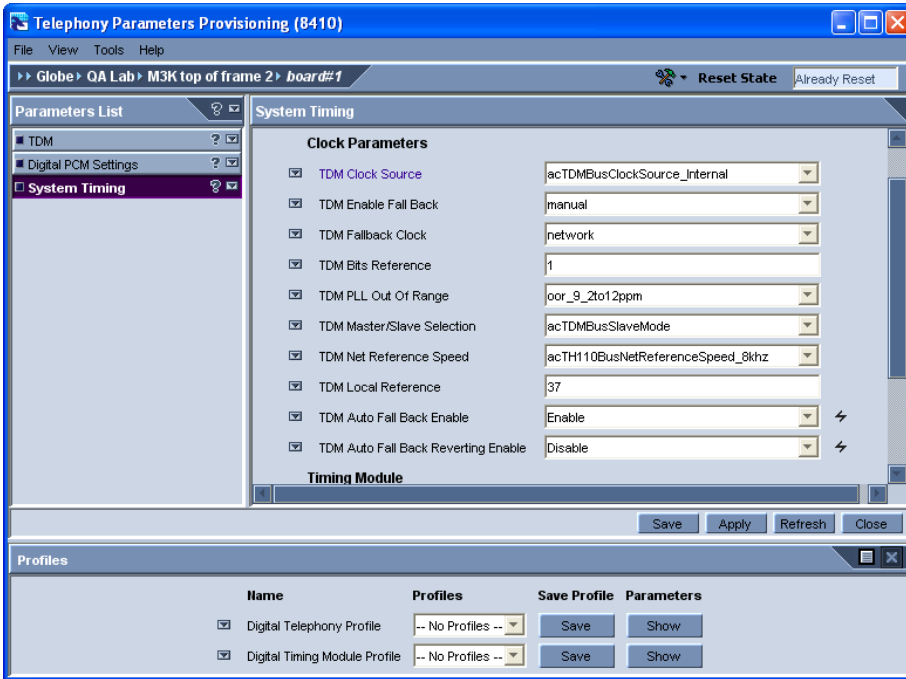 Telephony Parameters Provisioning (8410)
File View Tools Help
Globe QA Lab M3K top of frame 2 board#1 Reset State Already Reset
Parameters List ?
TDM ?
Digital PCM Settings ?
System Timing ?
System Timing
Clock Parameters
TDM Clock Source acTDMBusClockSource_Internal
TDM Enable Fall Back manual
TDM Fallback Clock network
TDM Bits Reference 1
TDM PLL Out Of Range oor_9_2to12ppm
TDM Master/Slave Selection acTDMBusSlaveMode
TDM Net Reference Speed acTH110BusNetReferenceSpeed_8khz
TDM Local Reference 37
TDM Auto Fall Back Enable Enable
TDM Auto Fall Back Reverting Enable Disable
Timing Module
Save Apply Refresh Close
Profiles
Name Profiles Save Profile Parameters
Digital Telephony Profile -- No Profiles -- Save Show
Digital Timing Module Profile -- No Profiles -- Save Show